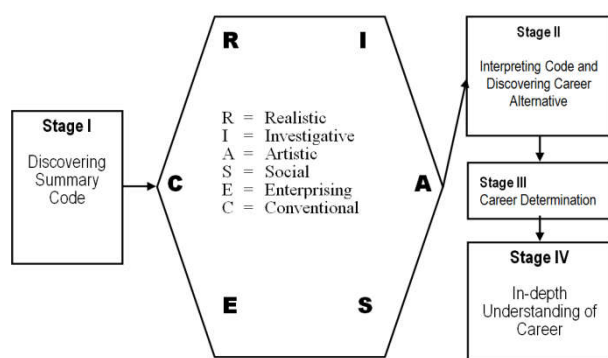 Stage I
Discovering
Summary
Code
R
I
R = Realistic
I = Investigative
A = Artistic
S = Social
E = Enterprising
C = Conventional
C
A
E
S
Stage II
Interpreting Code and
Discovering Career
Alternative
Stage III
Career Determination
Stage IV
In-depth
Understanding of
Career